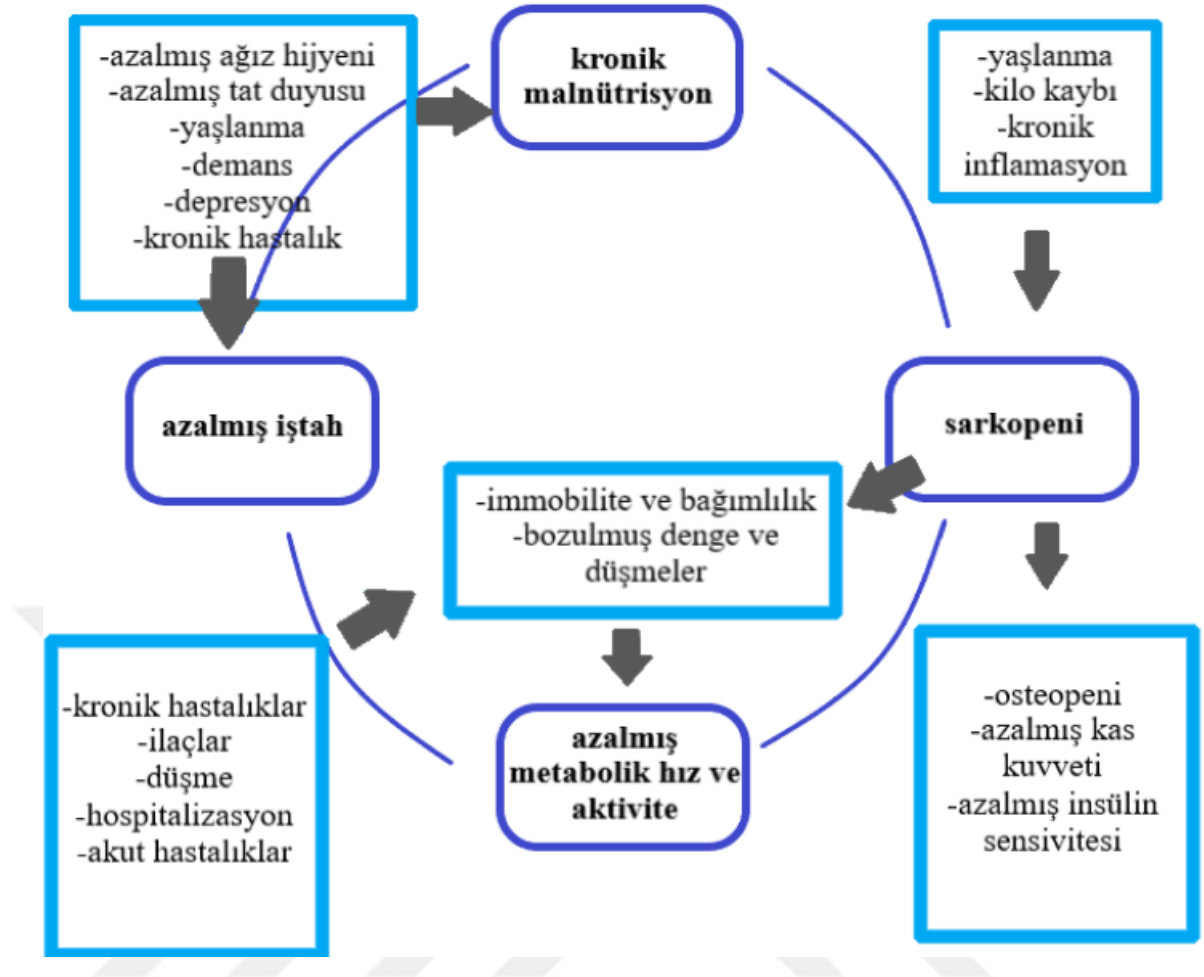 -azalmış ağız hijyeni
-azalmış tat duyusu
-yaşlanma
-demans
-depresyon
-kronik hastalık
kronik
malnütrisyon
-yaşlanma
-kilo kaybı
-kronik
inflamasyon
azalmış iştah
sarkopeni
-immobilite ve bağımlılık
-bozulmuş denge ve
düşmeler
-kronik hastalıklar
-ilaçlar
-düşme
-hospitalizasyon
-akut hastalıklar
azalmış
metabolik hız ve
aktivite
-osteopeni
-azalmış kas
kuvveti
-azalmış insülin
sensivitesi